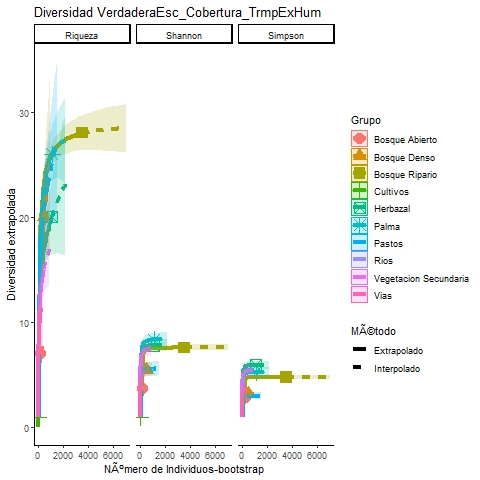 Diversidad VerdaderaEsc_Cobertura_TrmpExHum
Riqueza
Shannon
Simpson
Diversidad extrapolada
30
20
10
0
0 2000 4000 6000
0 2000 4000 6000
0 2000 4000 6000
NÃºmero de Individuos-bootstrap
Grupo
Bosque Abierto
Bosque Denso
Bosque Ripario
Cultivos
Herbazal
Palma
Pastos
Rios
Vegetacion Secundaria
Vias
MÃ©todo
Extrapolado
Interpolado